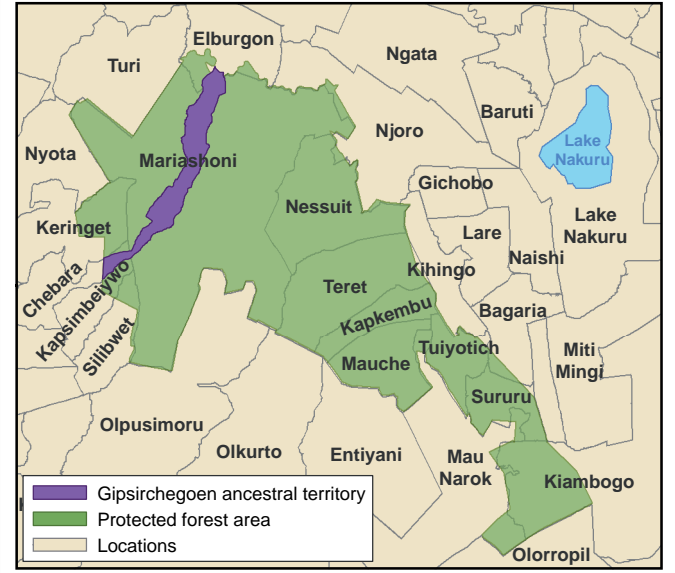 Elburgon
Turi
Ngata
Baruti
Njoro
Lake
Nakuru
Nyota
Mariashoni
Gichobo
Nessuit
Lake
Nakuru
Keringet
Lare
Naishi
Kihingo
Chebara
Teret
Kapsimbeiywo
Kapkembu
Bagaria
Silibwet
Tuiyotich
Mauche
Miti
Mingi
Sururu
Olpusimoru
Olkurto
Entiyani
Mau
Narok
Kiambogo
Olorropil
Gipsirchegoen ancestral territory
Protected forest area
Locations